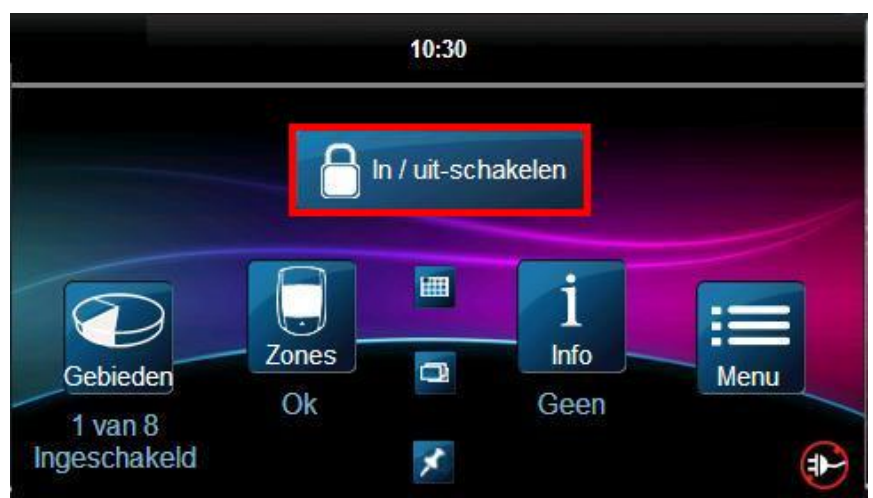 10:30
In / uit-schakelen
Gebieden
Zones
Info
Menu
1 van 8
Ingeschakeld
Ok
Geen